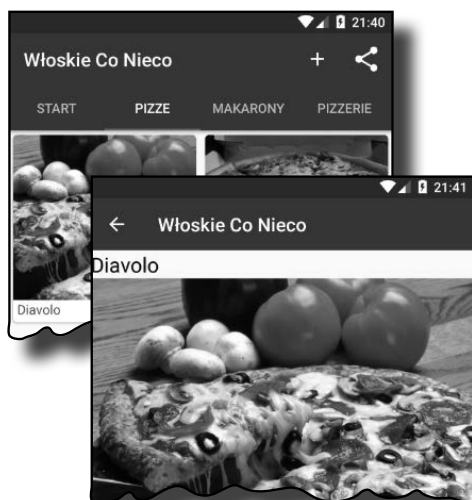 21:40
Włoskie Co Nieco +
START PIZZE MAKARONY PIZZERIE
Diavolo
21:41
← Włoskie Co Nieco
Diavolo